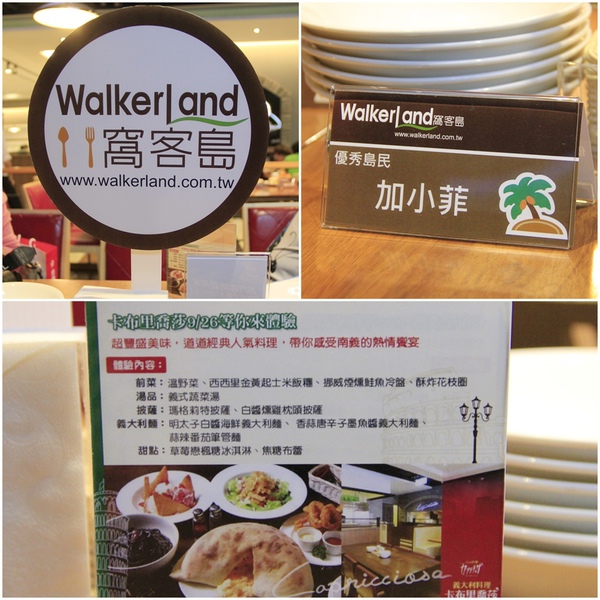 WalkerLand
窩客島
www.walkerland.com.tw
WalkerLand窩客島
www.walkerland.com.tw
優秀島民
加小菲
卡布里喬莎9/26等你來體驗
超豐盛美味，道道經典人氣料理，帶你感受南義的熱情饗宴
體驗內容：
前菜：溫野菜、西西里金黃起士米飯糰、挪威煙燻鮭魚冷盤、酥炸花枝圈
湯品：義式蔬菜湯
披薩：瑪格莉特披薩、白醬燻雞枕頭披薩
義大利麵：明太子白醬海鮮義大利麵、香蒜唐辛子墨魚醬義大利麵、
蒜辣番茄筆管麵
甜點：草莓戀楓糖冰淇淋、焦糖布蕾
Capricciosa
義大利料理
卡布里喬莎